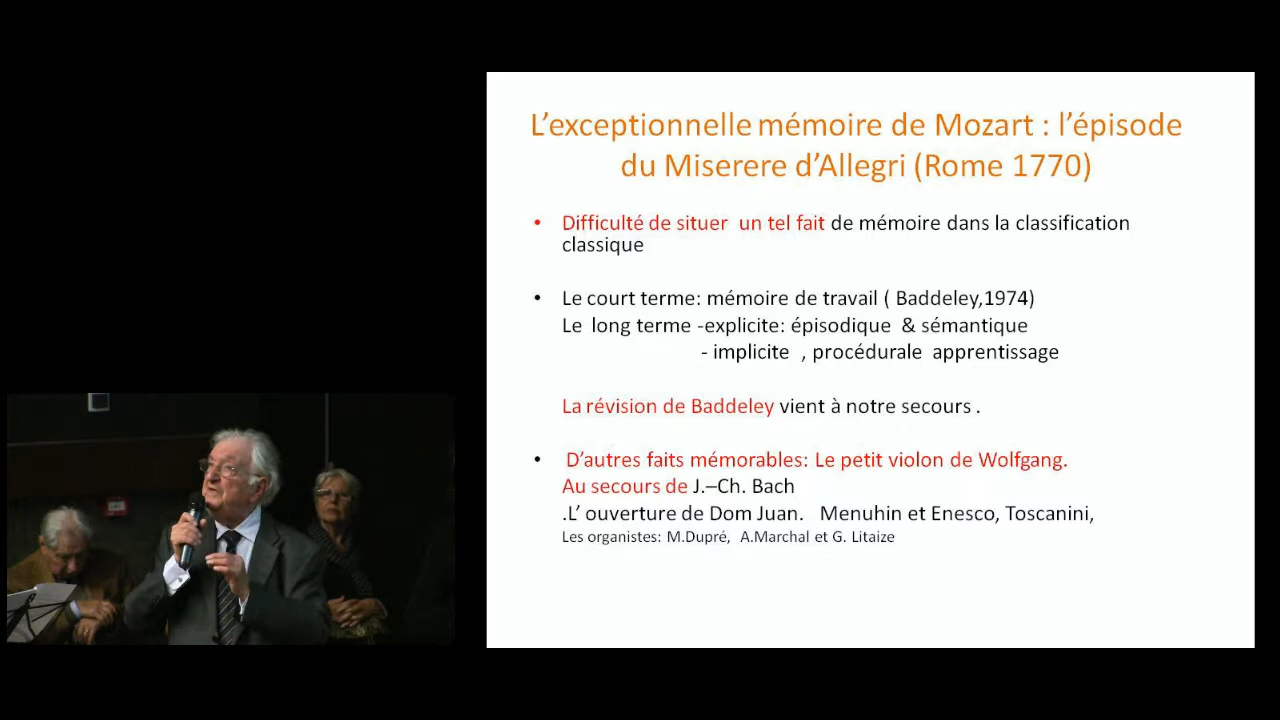 L’exceptionnelle mémoire de Mozart : l’épisode
du Miserere d’Allegri (Rome 1770)
• Difficulté de situer un tel fait de mémoire dans la classification
classique
• Le court terme: mémoire de travail ( Baddeley,1974)
Le long terme -explicite: épisodique & sémantique
- implicite , procédurale apprentissage
La révision de Baddeley vient à notre secours .
• D’autres faits mémorables: Le petit violon de Wolfgang.
Au secours de J.–Ch. Bach
.L’ ouverture de Dom Juan. Menuhin et Enesco, Toscanini,
Les organistes: M.Dupré, A.Marchal et G. Litaize